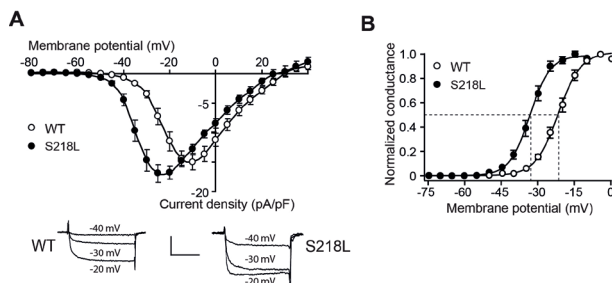 A
Membrane potential (mV)
-80 -60 -40 -20 0 20 40
-5
-15
-20
WT
S218L
Current density (pA/pF)
WT
-40 mV
-30 mV
-20 mV
-40 mV
-30 mV
-20 mV
S218L
B
Normalized conductance
1.0
0.8
0.6
0.4
0.2
0
WT
S218L
-75 -60 -45 -30 -15 0
Membrane potential (mV)